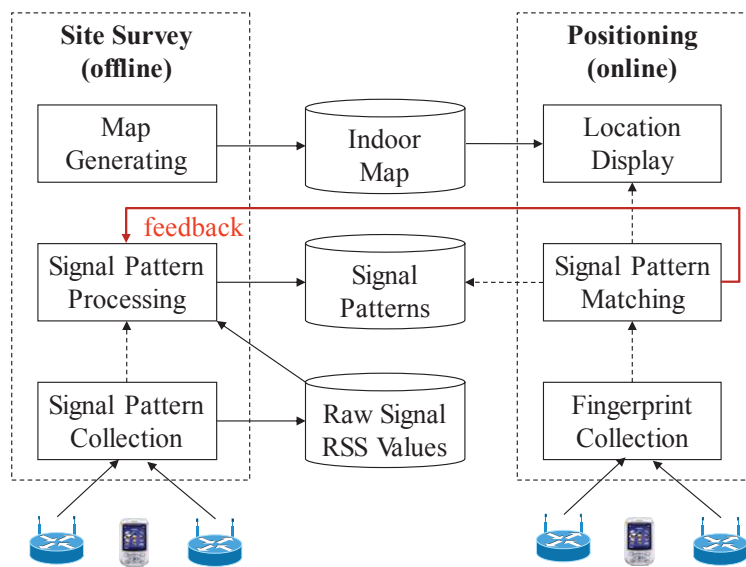 Site Survey
(offline)
Positioning
(online)
Map
Generating
Indoor
Map
Location
Display
feedback
Signal Pattern
Processing
Signal
Patterns
Signal Pattern
Matching
Signal Pattern
Collection
Raw Signal
RSS Values
Fingerprint
Collection